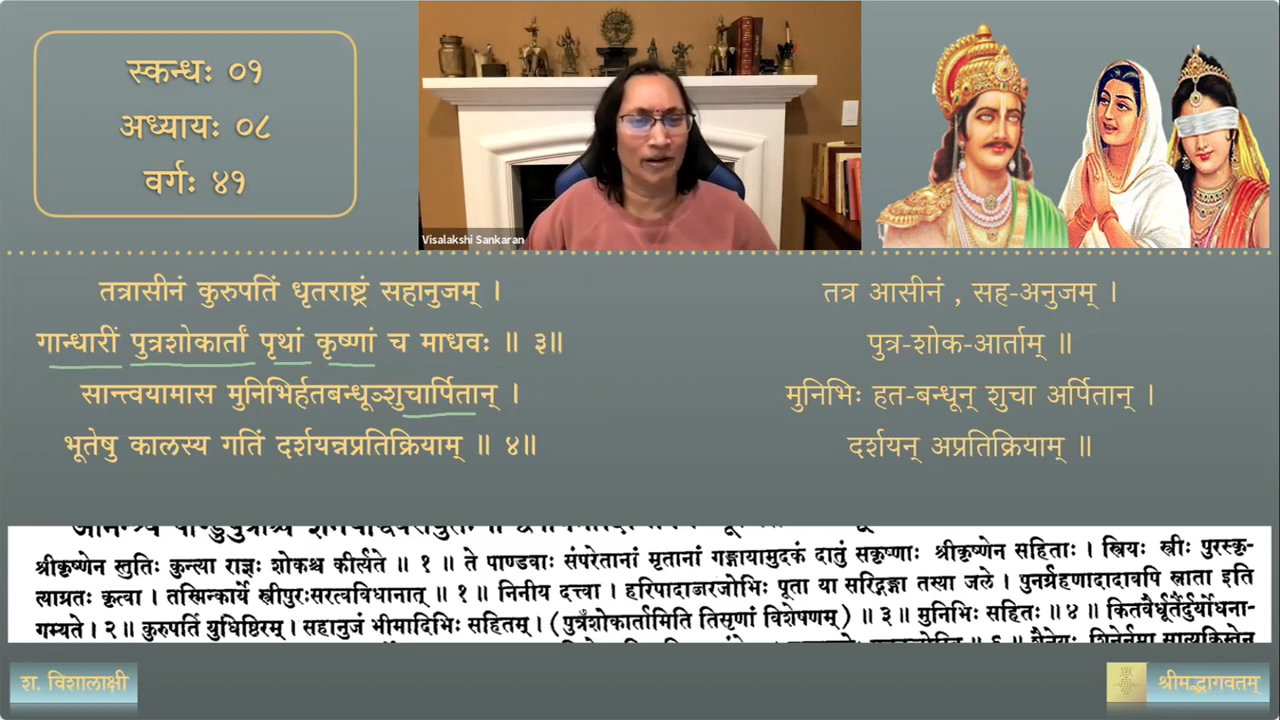 स्कन्धः ०१
अध्यायः ०८
वर्गः ४१
Visalakshi Sankaran
तत्रासीनं कुरुपतिं धृतराष्ट्रं सहानुजम् ।
गान्धारीं पुत्रशोकार्तां पृथां कृष्णां च माधवः ॥ ३॥
सान्त्वयामास मुनिभिर्हतबन्धूञ्शुचार्पितान् ।
भूतेषु कालस्य गतिं दर्शयन्नप्रतिक्रियाम् ॥ ४॥
तत्र आसीनं , सह-अनुजम् ।
पुत्र-शोक-आर्ताम् ॥
मुनिभिः हत-बन्धून् शुचा अर्पितान् ।
दर्शयन् अप्रतिक्रियाम् ॥
श्रीकृष्णेन स्तुतिः कुन्त्या राज्ञः शोकश्च कीर्त्यते ॥ १ ॥ ते पाण्डवाः संपरेतानां मृतानां गङ्गायामुदकं दातुं सकृष्णाः श्रीकृष्णेन सहिताः । स्त्रियः स्त्रीः पुरस्कृ-
त्याग्रतः कृत्वा । तस्मिन्कार्ये स्त्रीपुरःसरत्वविधानात् ॥ १ ॥ निनीय दत्त्वा । हरिपादाब्जरजोभिः पूता या सरिद्गङ्गा तस्या जले । पुनर्ग्रहणादादावपि स्नाता इति
गम्यते । २ ॥ कुरुपतिं युधिष्ठिरम् । सहानुजं भीमादिभिः सहितम् । (पुत्रशोकार्तामिति तिसृणां विशेषणम्) ॥ ३ ॥ मुनिभिः सहितः ॥ ४ ॥ कितवैर्धूर्तैर्दुर्योधना-
श. विशालाक्षी
श्रीमद्भागवतम्